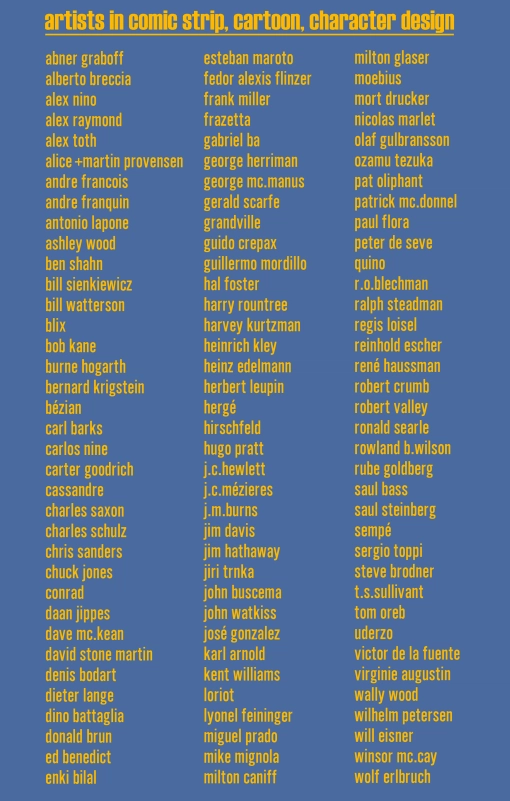 artists in comic strip, cartoon, character design
abner graboff
alberto breccia
alex nino
alex raymond
alex toth
alice+martin provensen
andre francois
andre franquin
antonio lapone
ashley wood
ben shahn
bill sienkiewicz
bill watterson
blix
bob kane
burne hogarth
bernard krigstein
bézian
carl barks
carlos nine
carter goodrich
cassandre
charles saxon
charles schulz
chris sanders
chuck jones
conrad
daan jippes
dave mc.kean
david stone martin
denis bodart
dieter lange
dino battaglia
donald brun
ed benedict
enki bilal
esteban maroto
fedor alexis flinzer
frank miller
frazetta
gabriel ba
george herriman
george mc.manus
gerald scarfe
grandville
guido crepax
guillermo mordillo
hal foster
harry rountree
harvey kurtzman
heinrich kley
heinz edelmann
herbert leupin
hergé
hirschfeld
hugo pratt
j.c.hewlett
j.c.mézieres
j.m.burns
jim davis
jim hathaway
jiri trnka
john buscema
john watkiss
josé gonzalez
karl arnold
kent williams
loriot
lyonel feininger
miguel prado
mike mignola
milton caniff
milton glaser
moebius
mort drucker
nicolas marlet
olaf gulbransson
ozamu tezuka
pat oliphant
patrick mc.donnel
paul flora
peter de seve
quino
r.o.blechman
ralph steadman
regis loisel
reinhold escher
rené haussman
robert crumb
robert valley
ronald searle
rowland b.wilson
rube goldberg
saul bass
saul steinberg
sempé
sergio toppi
steve brodner
t.s.sullivant
tom oreb
uderzo
victor de la fuente
virginie augustin
wally wood
wilhelm petersen
will eisner
winsor mc.cay
wolf erlbruch